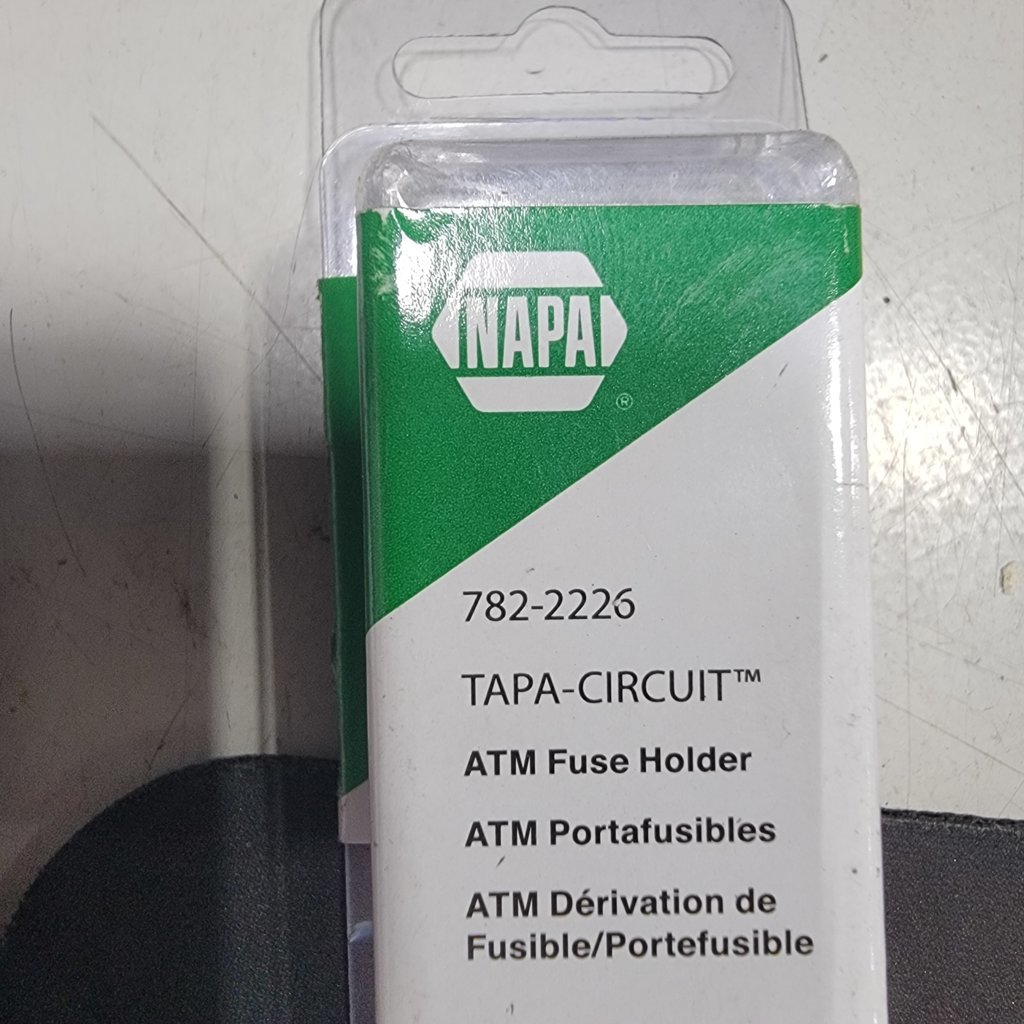 NAPA
®
782-2226
TAPA-CIRCUIT™
ATM Fuse Holder
ATM Portafusibles
ATM Dérivation de
Fusible/Portefusible